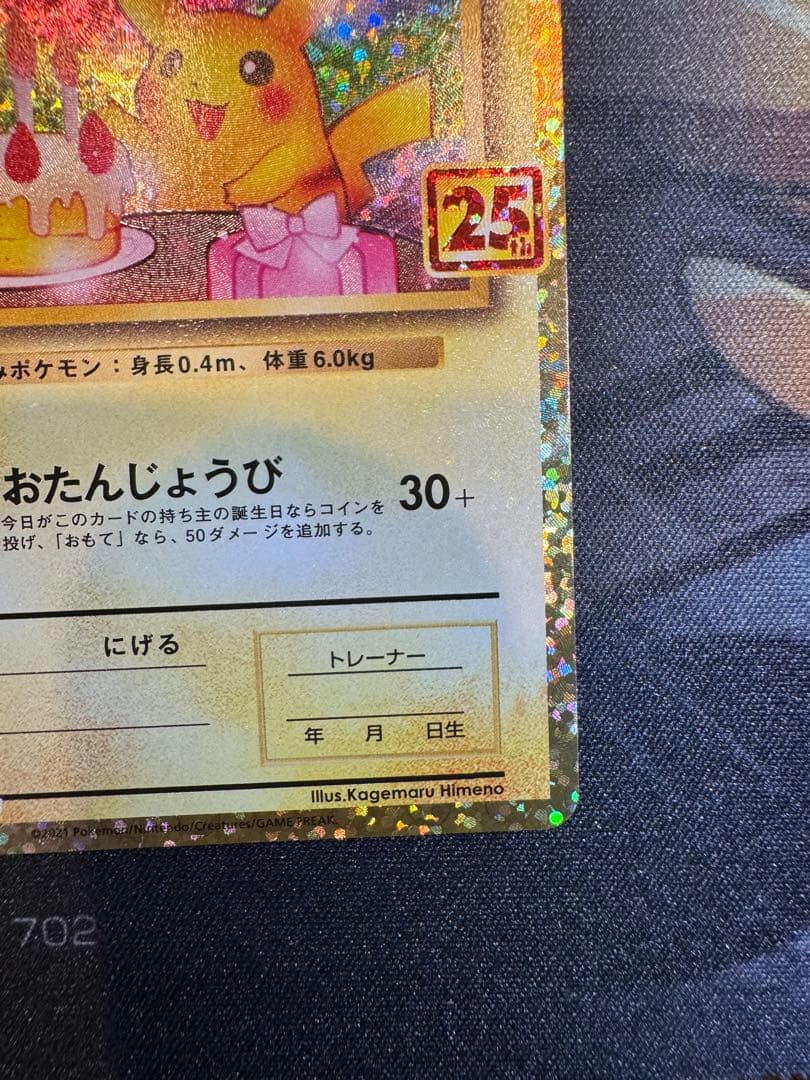 25
th
ポケモン：身長0.4m、体重6.0kg
おたんじょうび 30+
今日がこのカードの持ち主の誕生日ならコインを
投げ、「おもて」なら、50ダメージを追加する。
にげる
トレーナー
年 月 日生
Illus.Kagemaru Himeno
©2021 Pokémon/Nintendo/Creatures/GAME FREAK.
702